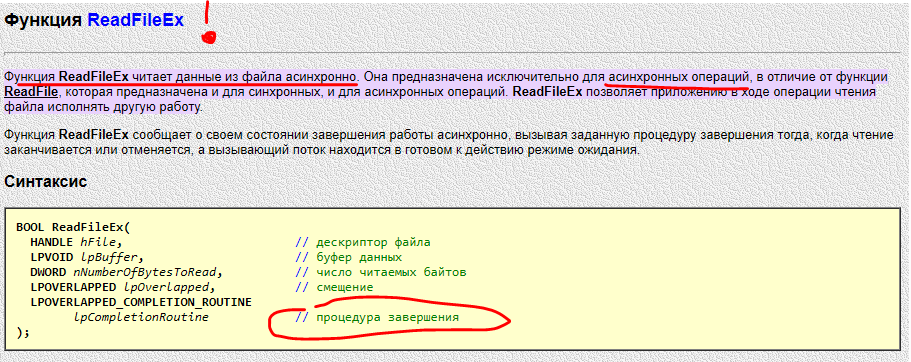 Функция ReadFileEx
Функция ReadFileEx читает данные из файла асинхронно. Она предназначена исключительно для асинхронных операций, в отличие от функции
ReadFile, которая предназначена и для синхронных, и для асинхронных операций. ReadFileEx позволяет приложению в ходе операции чтения
файла исполнять другую работу.
Функция ReadFileEx сообщает о своем состоянии завершения работы асинхронно, вызывая заданную процедуру завершения тогда, когда чтение
заканчивается или отменяется, а вызывающий поток находится в готовом к действию режиме ожидания.
Синтаксис
BOOL ReadFileEx(
HANDLE hFile, // дескриптор файла
LPVOID lpBuffer, // буфер данных
DWORD nNumberOfBytesToRead, // число читаемых байтов
LPOVERLAPPED lpOverlapped, // смещение
LPOVERLAPPED_COMPLETION_ROUTINE
lpCompletionRoutine // процедура завершения
);